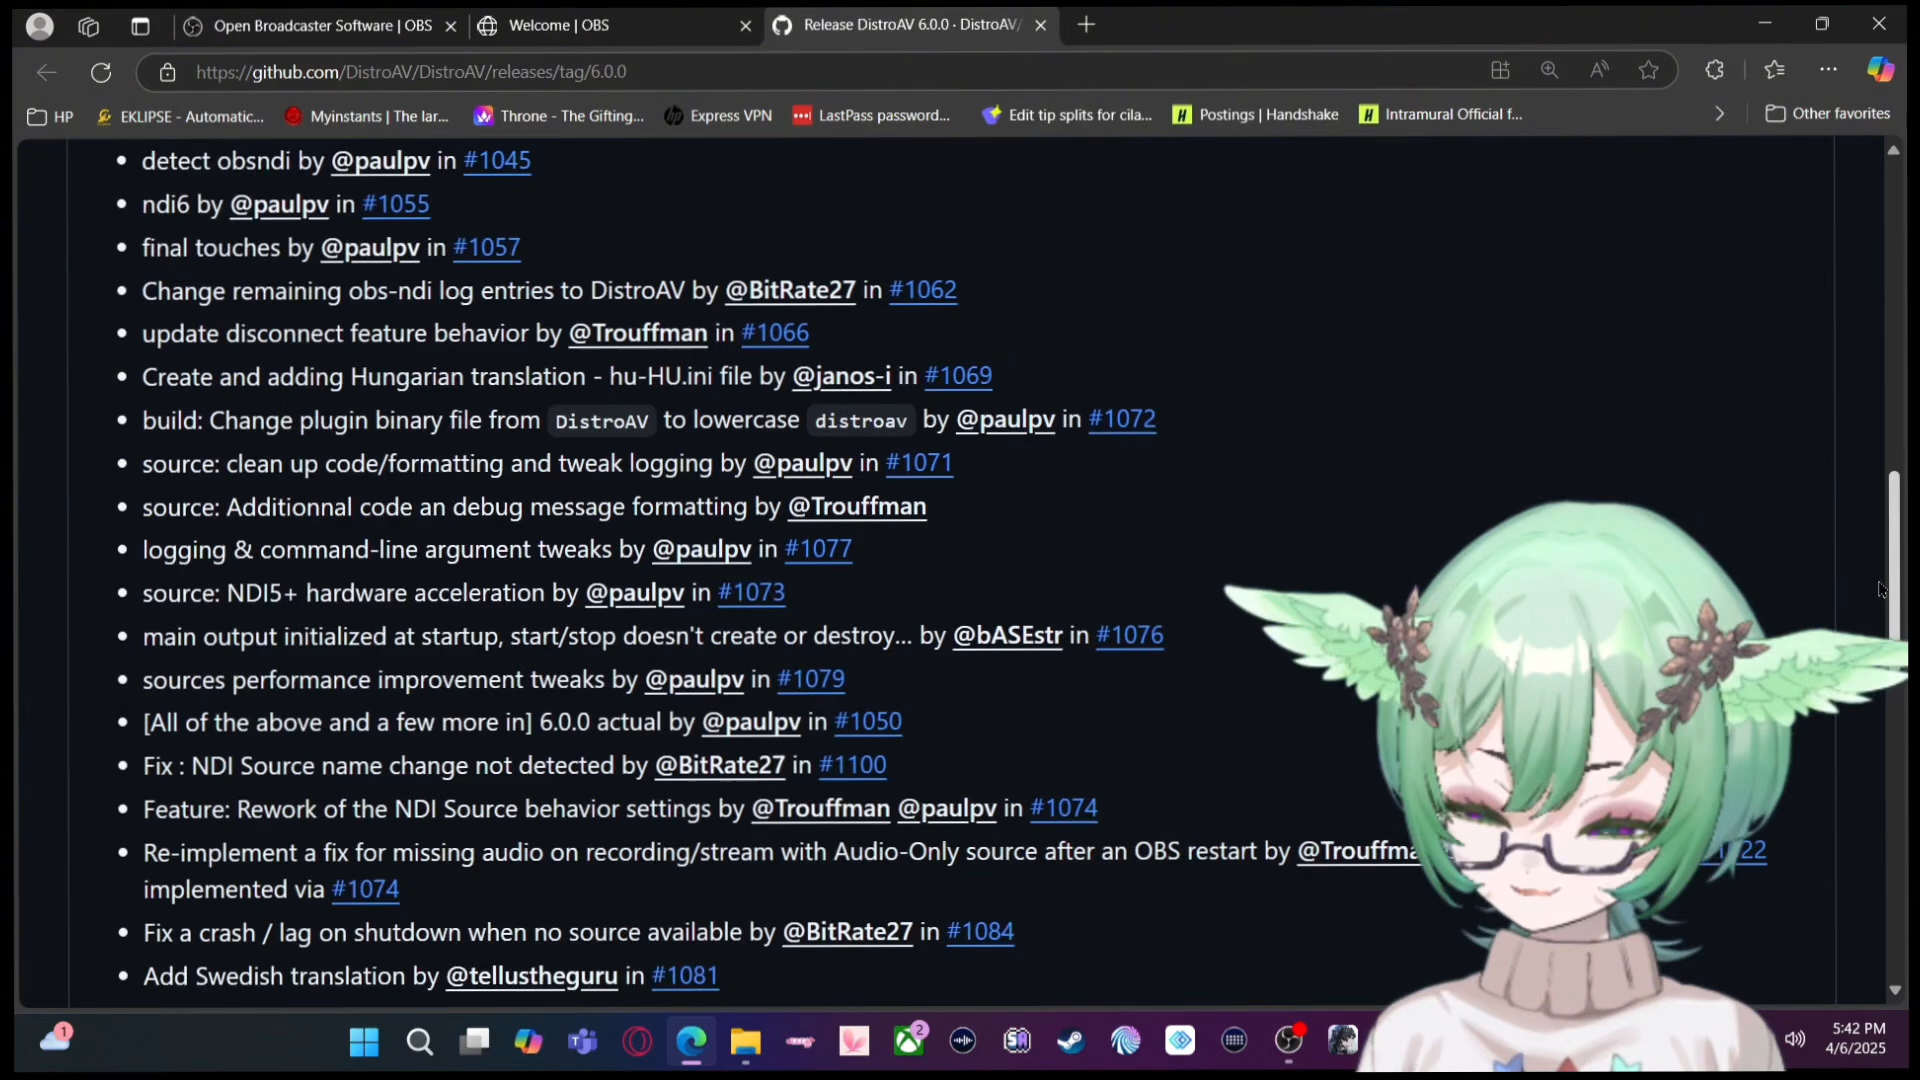 Open Broadcaster Software | OBS
Welcome | OBS
Release DistroAV 6.0.0 · DistroAV/
https://github.com/DistroAV/DistroAV/releases/tag/6.0.0
HP
EKLIPSE - Automatic...
Myinstants | The lar...
Throne - The Gifting...
Express VPN
LastPass password...
Edit tip splits for cila...
Postings | Handshake
Intramural Official f...
Other favorites
• detect obsndi by @paulpv in #1045
• ndi6 by @paulpv in #1055
• final touches by @paulpv in #1057
• Change remaining obs-ndi log entries to DistroAV by @BitRate27 in #1062
• update disconnect feature behavior by @Trouffman in #1066
• Create and adding Hungarian translation - hu-HU.ini file by @janos-i in #1069
• build: Change plugin binary file from DistroAV to lowercase distroav by @paulpv in #1072
• source: clean up code/formatting and tweak logging by @paulpv in #1071
• source: Additionnal code an debug message formatting by @Trouffman
• logging & command-line argument tweaks by @paulpv in #1077
• source: NDI5+ hardware acceleration by @paulpv in #1073
• main output initialized at startup, start/stop doesn't create or destroy... by @bASEstr in #1076
• sources performance improvement tweaks by @paulpv in #1079
• [All of the above and a few more in] 6.0.0 actual by @paulpv in #1050
• Fix : NDI Source name change not detected by @BitRate27 in #1100
• Feature: Rework of the NDI Source behavior settings by @Trouffman @paulpv in #1074
• Re-implement a fix for missing audio on recording/stream with Audio-Only source after an OBS restart by @Trouffma
implemented via #1074
• Fix a crash / lag on shutdown when no source available by @BitRate27 in #1084
• Add Swedish translation by @tellustheguru in #1081
1
2
5:42 PM
4/6/2025